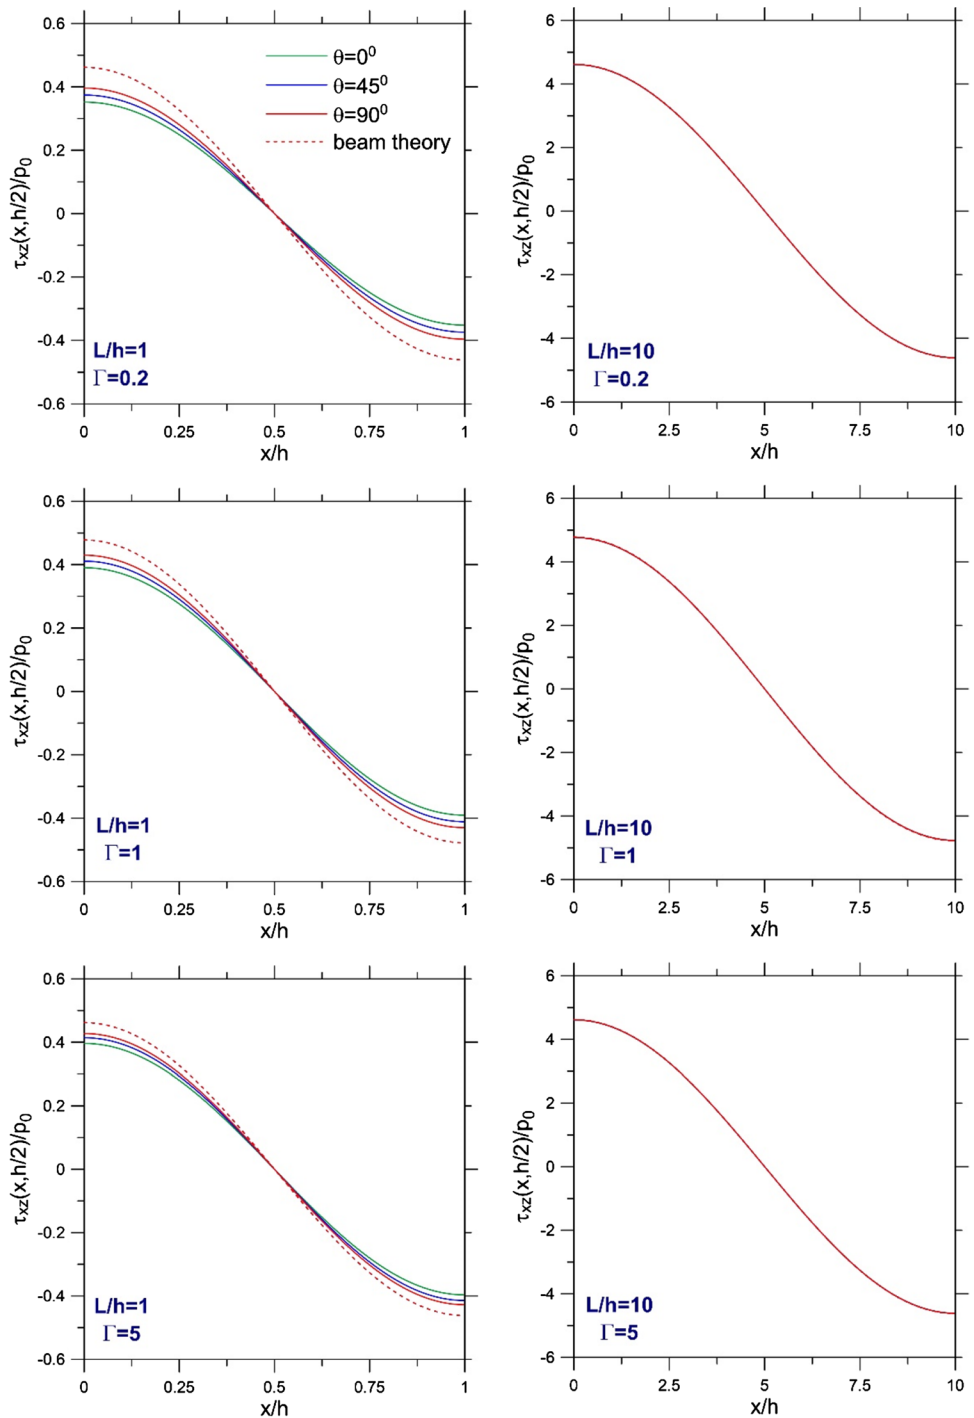 0.6
0.4
0.2
0
-0.2
-0.4
-0.6
τxz(x,h/2)/p0
θ=0⁰
θ=45⁰
θ=90⁰
beam theory
L/h=1
Γ=0.2
0 0.25 0.5 0.75 1
x/h
6
4
2
0
-2
-4
-6
τxz(x,h/2)/p0
L/h=10
Γ=0.2
0 2.5 5 7.5 10
x/h
0.6
0.4
0.2
0
-0.2
-0.4
-0.6
τxz(x,h/2)/p0
L/h=1
Γ=1
0 0.25 0.5 0.75 1
x/h
6
4
2
0
-2
-4
-6
τxz(x,h/2)/p0
L/h=10
Γ=1
0 2.5 5 7.5 10
x/h
0.6
0.4
0.2
0
-0.2
-0.4
-0.6
τxz(x,h/2)/p0
L/h=1
Γ=5
0 0.25 0.5 0.75 1
x/h
6
4
2
0
-2
-4
-6
τxz(x,h/2)/p0
L/h=10
Γ=5
0 2.5 5 7.5 10
x/h